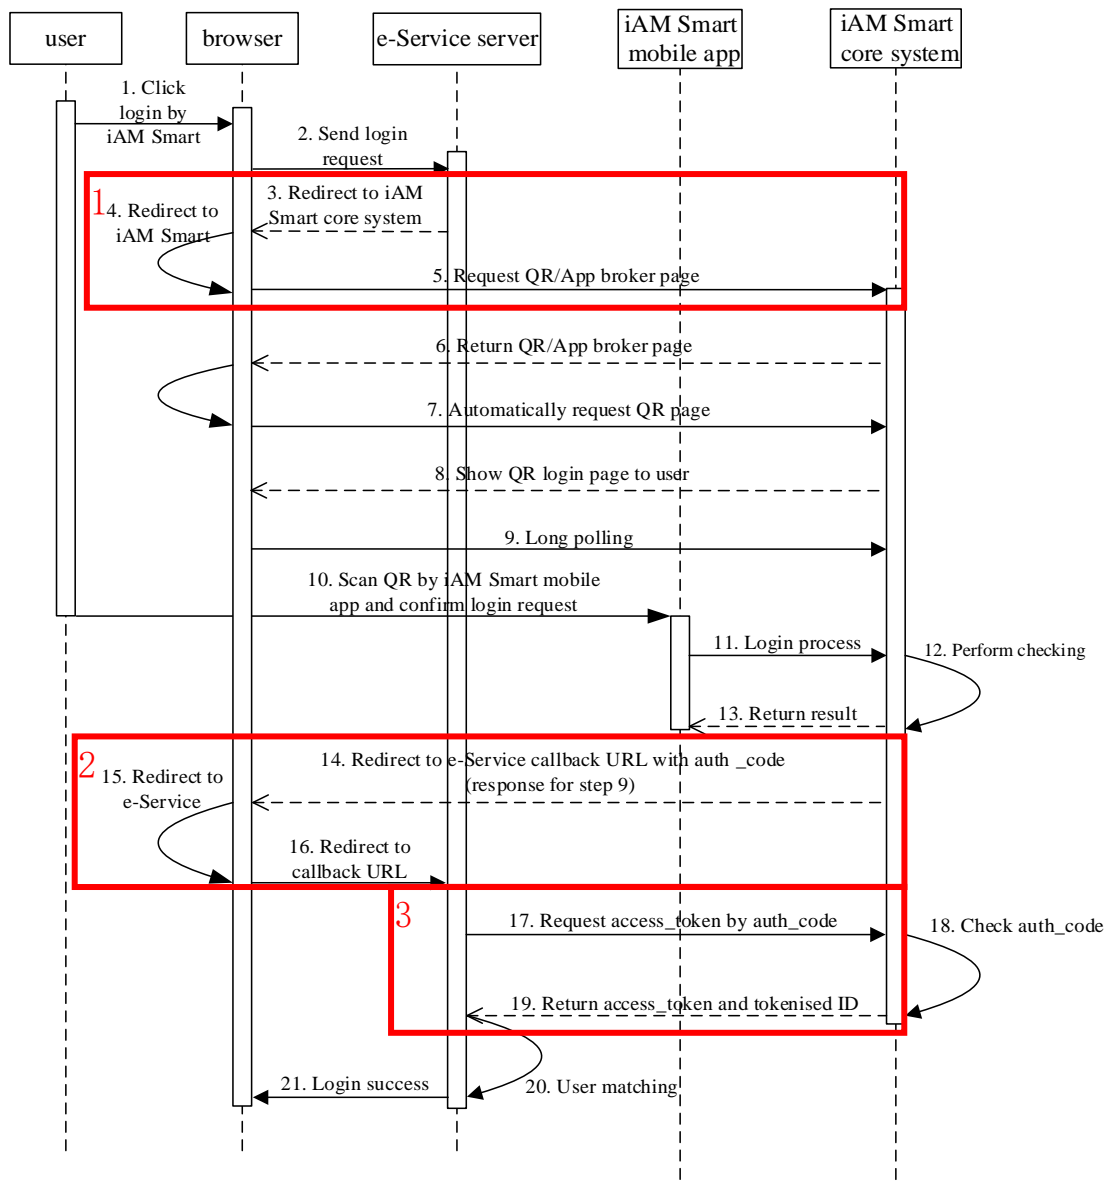 user
browser
e-Service server
iAM Smart
mobile app
iAM Smart
core system
1. Click
login by
iAM Smart
2. Send login
request
1
3. Redirect to iAM
Smart core system
4. Redirect to
iAM Smart
5. Request QR/App broker page
6. Return QR/App broker page
7. Automatically request QR page
8. Show QR login page to user
9. Long polling
10. Scan QR by iAM Smart mobile
app and confirm login request
11. Login process
12. Perform checking
13. Return result
2
14. Redirect to e-Service callback URL with auth _code
(response for step 9)
15. Redirect to
e-Service
16. Redirect to
callback URL
3
17. Request access_token by auth_code
18. Check auth_code
19. Return access_token and tokenised ID
20. User matching
21. Login success